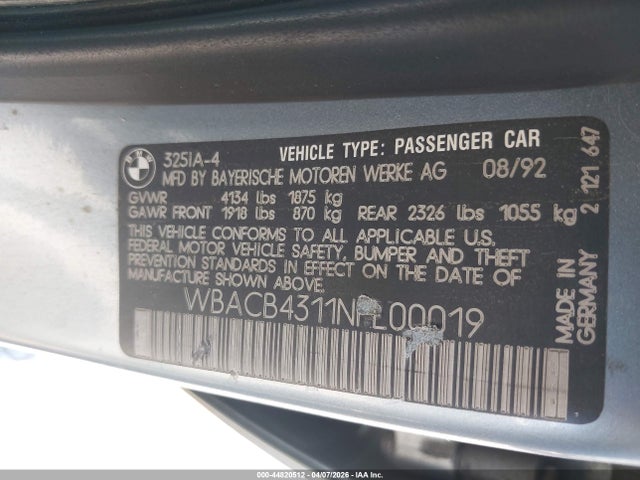 BMW
325IA-4 VEHICLE TYPE: PASSENGER CAR
MFD BY BAYERISCHE MOTOREN WERKE AG 08/92
GVWR 4134 lbs 1875 kg
GAWR FRONT 1918 lbs 870 kg REAR 2326 lbs 1055 kg
THIS VEHICLE CONFORMS TO ALL APPLICABLE U.S.
FEDERAL MOTOR VEHICLE SAFETY, BUMPER AND THEFT
PREVENTION STANDARDS IN EFFECT ON THE DATE OF
MANUFACTURE SHOWN ABOVE.
MADE IN
GERMANY
2 121 647
000-44820512 - 04/07/2026 - IAA Inc.